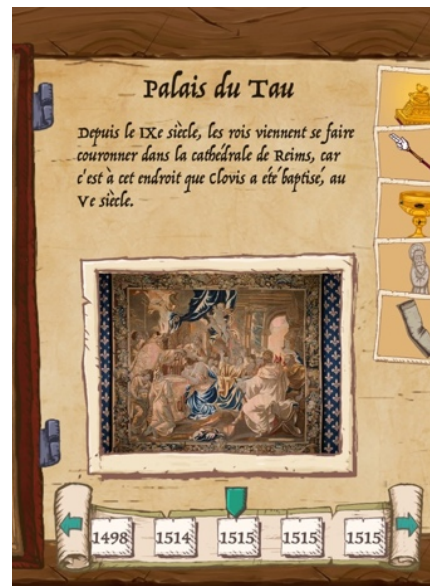 Palais du Tau
Depuis le IXe siècle, les rois viennent se faire
couronner dans la cathédrale de Reims, car
c'est à cet endroit que Clovis a été baptisé, au
Ve siècle.
1498 1514 1515 1515 1515